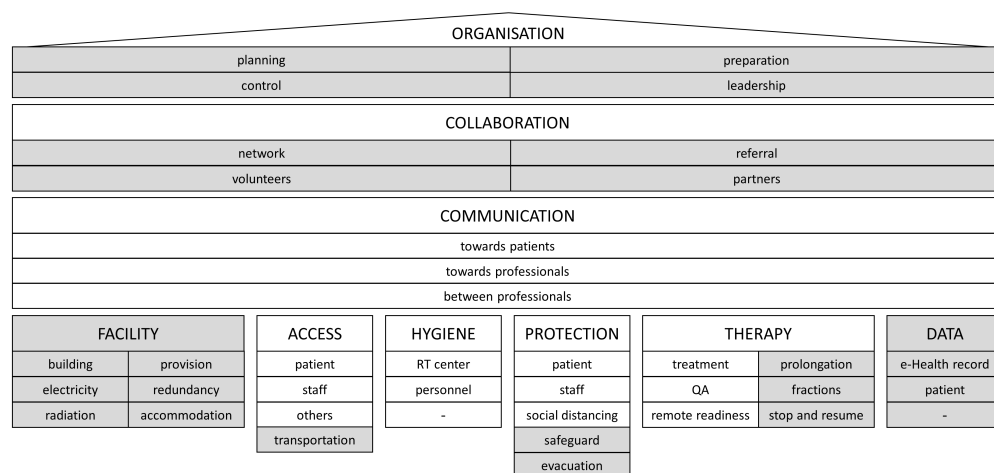 ORGANISATION
planning preparation
control leadership
COLLABORATION
network referral
volunteers partners
COMMUNICATION
towards patients
towards professionals
between professionals
FACILITY ACCESS HYGIENE PROTECTION THERAPY DATA
building provision patient RT center patient treatment prolongation e-Health record
electricity redundancy staff personnel staff QA fractions patient
radiation accommodation others - social distancing remote readiness stop and resume -
transportation safeguard
evacuation